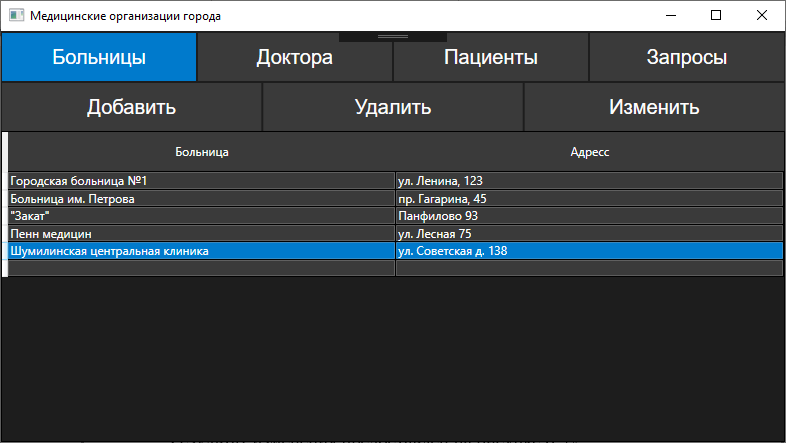 Медицинские организации города
Больницы Доктора Пациенты Запросы
Добавить Удалить Изменить
Больница Адресс
Городская больница №1 ул. Ленина, 123
Больница им. Петрова пр. Гагарина, 45
"Закат" Панфилово 93
Пенн медицин ул. Лесная 75
Шумилинская центральная клиника ул. Советская д. 138